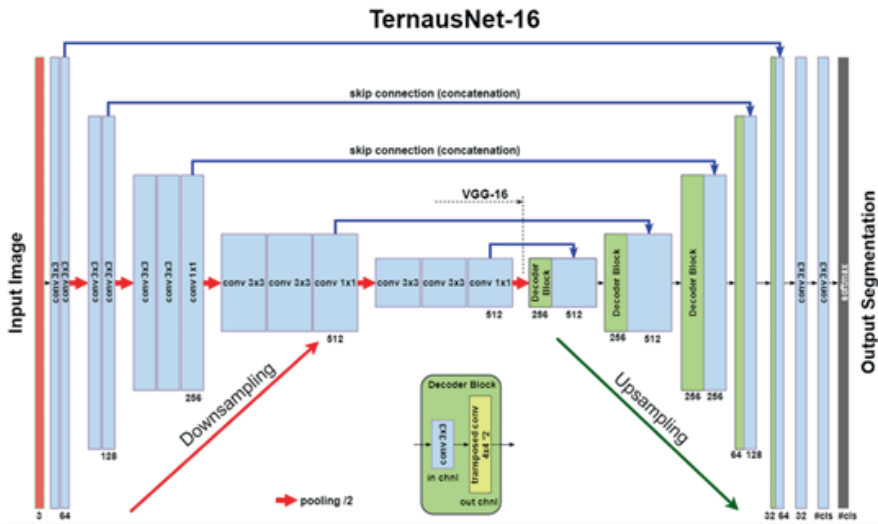 TernausNet-16
skip connection (concatenation)
skip connection (concatenation)
VGG-16
Input Image
conv 3x3
conv 3x3
conv 3x3
conv 3x3
conv 3x3
conv 3x3
conv 1x1
conv 3x3
conv 3x3
conv 1x1
conv 3x3
conv 3x3
conv 1x1
Decoder
Block
Decoder Block
Decoder Block
conv 3x3
conv 3x3
softmax
Output Segmentation
512
256
512
512
256
512
256
256
256
128
64
128
Downsampling
Upsampling
Decoder Block
conv 3x3
transposed conv
4x4 *2
in chnl
out chnl
pooling /2
3
64
32
64
32
#cls
#cls